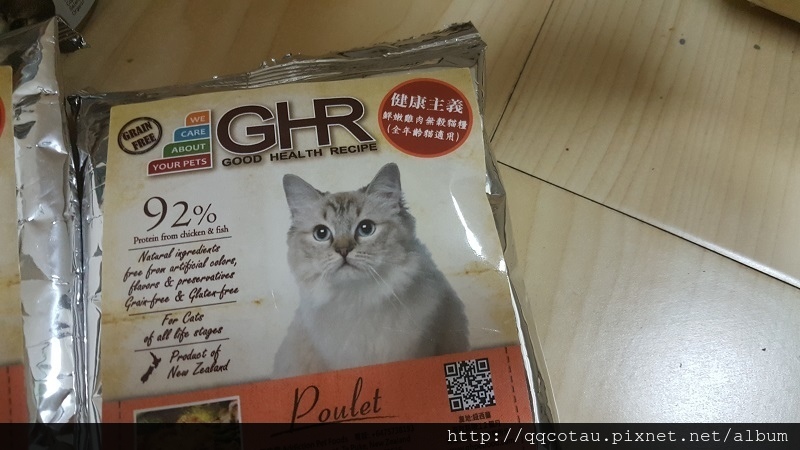 GRAIN
FREE
WE
CARE
ABOUT
YOUR PETS
GHR
GOOD HEALTH RECIPE
健康主義
鮮嫩雞肉無穀貓糧
(全年齡貓適用)
92%
Protein from chicken & fish
Natural ingredients
free from artificial colors,
flavors & preservatives
Grain-free & Gluten-free
For Cats
of all life stages
Product of
New Zealand
Poulet
http://qqcotau.pixnet.net/album